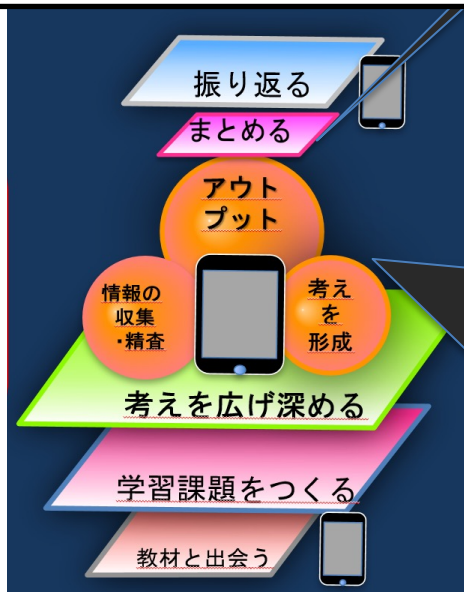 振り返る
まとめる
アウト
プット
情報の
収集
・精査
考え
を
形成
考えを広げ深める
学習課題をつくる
教材と出会う